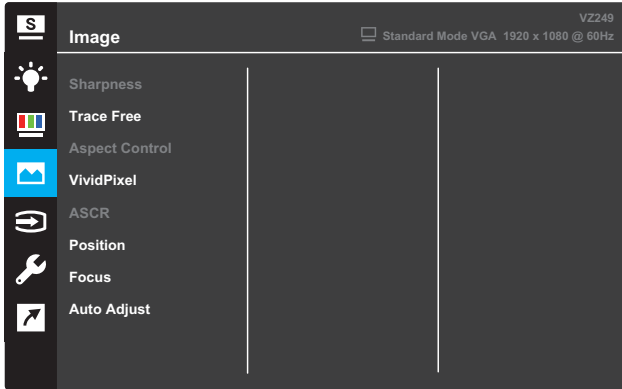 S
VZ249
Image
Standard Mode VGA 1920 x 1080 @ 60Hz
Sharpness
Trace Free
Aspect Control
VividPixel
ASCR
Position
Focus
Auto Adjust